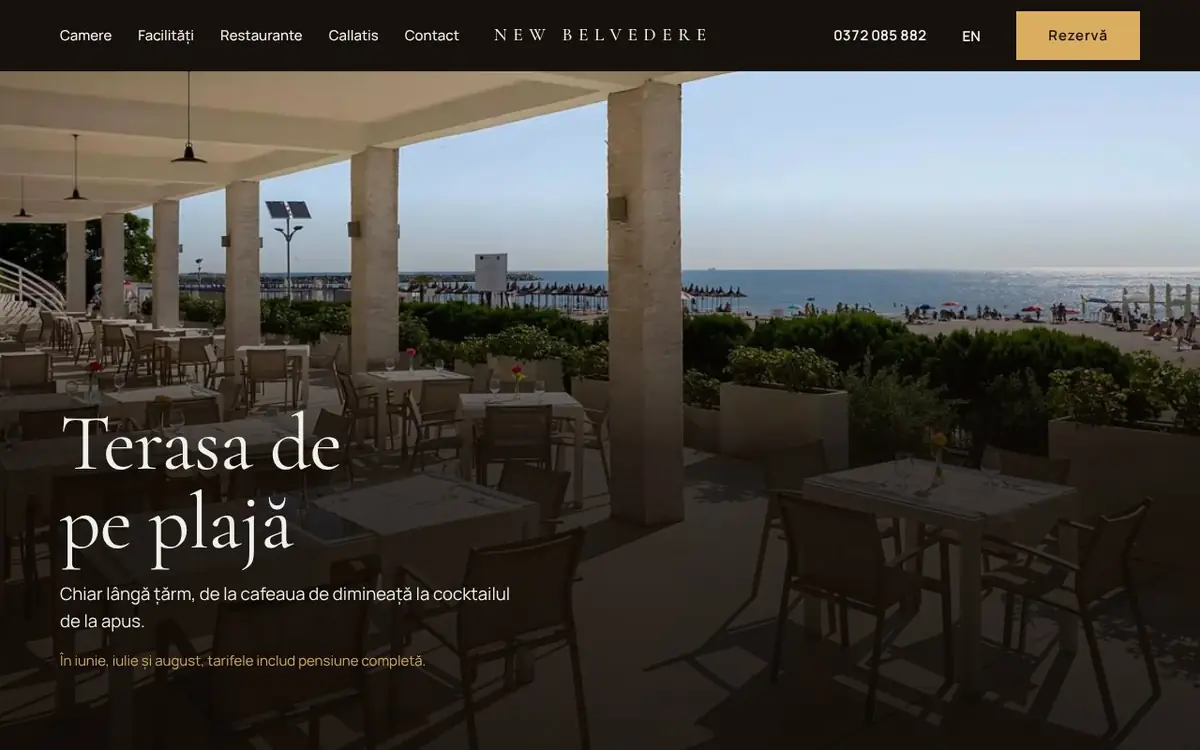 Camere Facilități Restaurante Callatis Contact NEW BELVEDERE 0372 085 882 EN Rezervă
Terasa de
pe plajă
Chiar lângă țărm, de la cafeaua de dimineață la cocktailul
de la apus.
În iunie, iulie și august, tarifele includ pensiune completă.